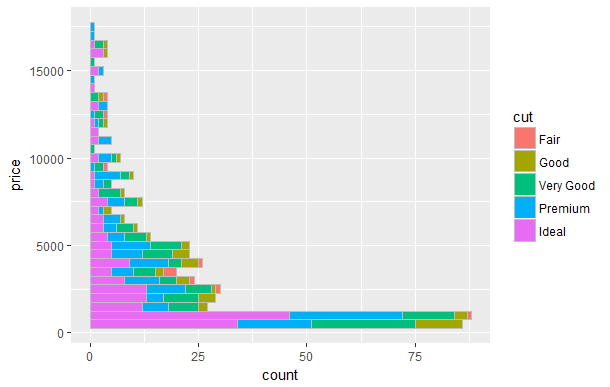 15000
10000
5000
0
price
0
25
50
75
count
cut
Fair
Good
Very Good
Premium
Ideal